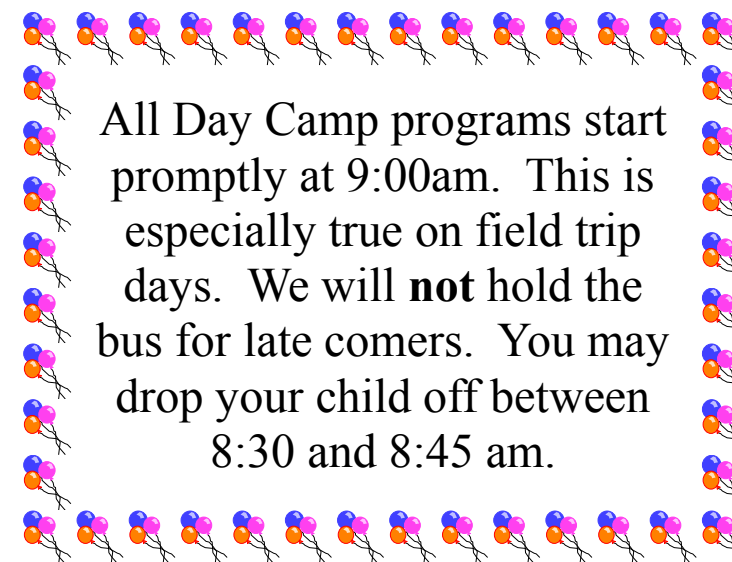 All Day Camp programs start
promptly at 9:00am.  This is
especially true on field trip
days.  We will not hold the
bus for late comers.  You may
drop your child off between
8:30 and 8:45 am.